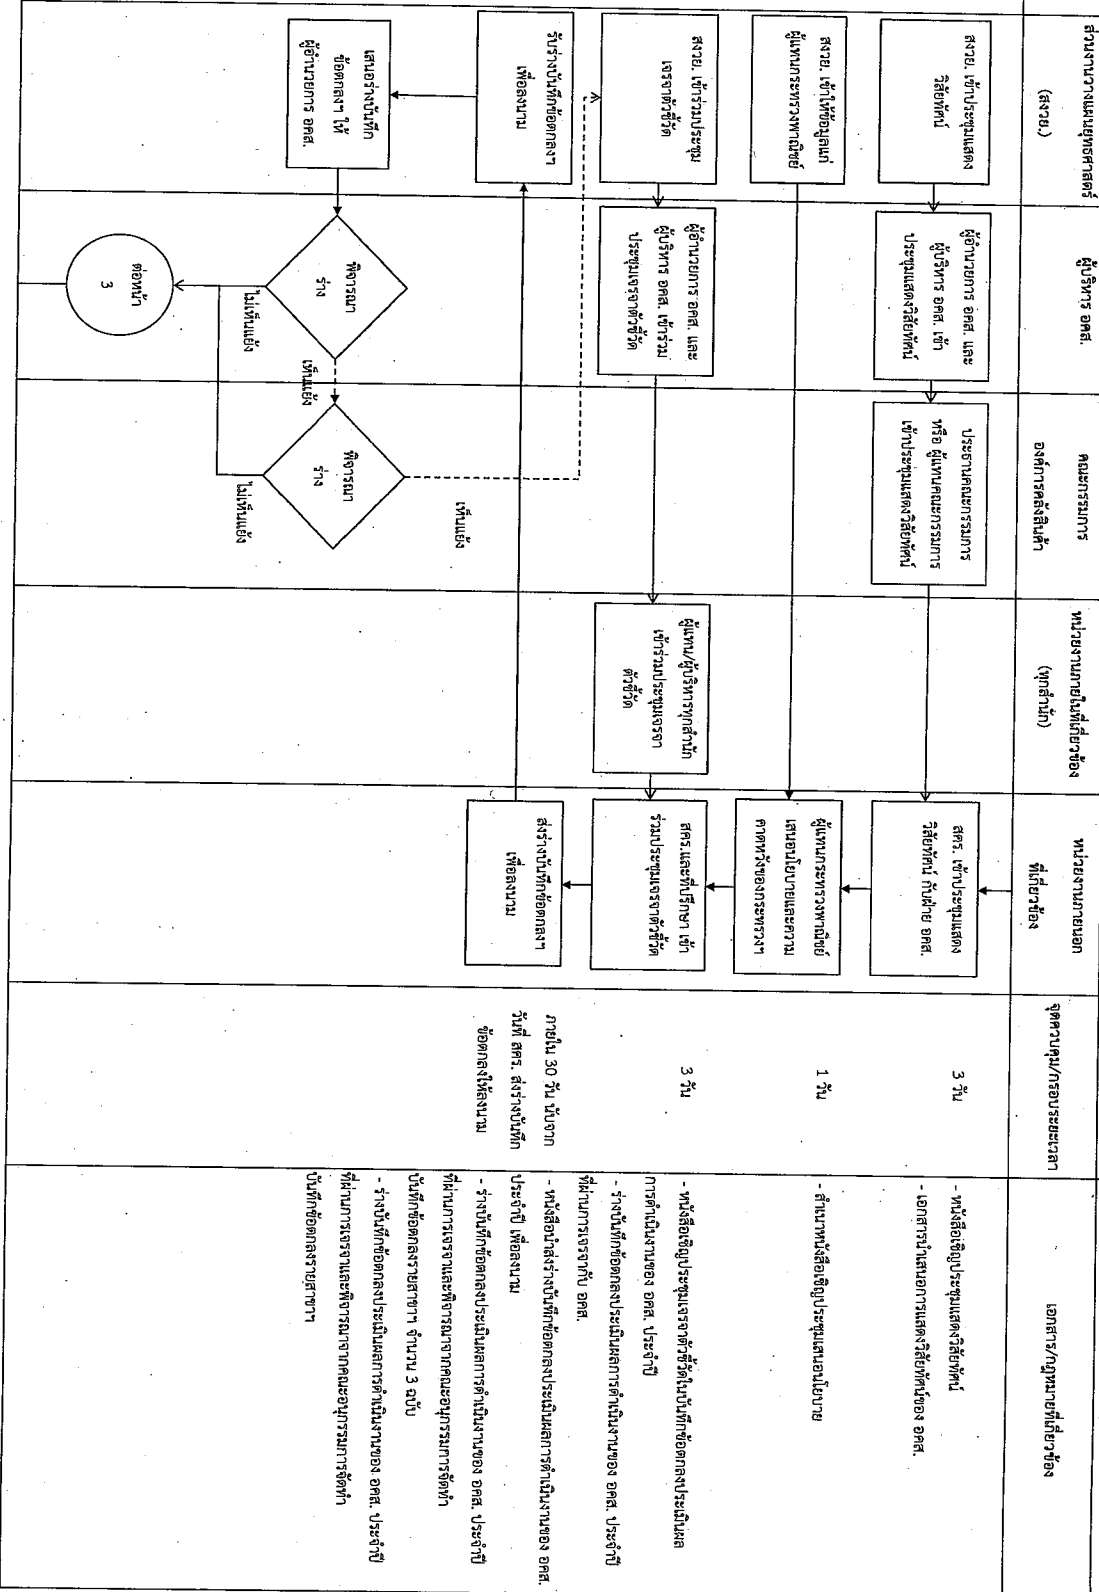 ส่วนงานวางแผนยุทธศาสตร์
(สงวย.)
ผู้บริหาร อคส.
คณะกรรมการ
องค์การคลังสินค้า
หน่วยงานภายในที่เกี่ยวข้อง
(ทุกสำนัก)
หน่วยงานภายนอก
ที่เกี่ยวข้อง
จุดควบคุม/กรอบระยะเวลา
เอกสาร/กฎหมายที่เกี่ยวข้อง
สงวย. เข้าประชุมแสดง
วิสัยทัศน์
ผู้อำนวยการ อคส. และ
ผู้บริหาร อคส. เข้า
ประชุมแสดงวิสัยทัศน์
ประธานคณะกรรมการ
หรือ ผู้แทนคณะกรรมการ
เข้าประชุมแสดงวิสัยทัศน์
สคร. เข้าประชุมแสดง
วิสัยทัศน์ กับฝ่าย อคส.
3 วัน
- หนังสือเชิญประชุมแสดงวิสัยทัศน์
- เอกสารนำเสนอการแสดงวิสัยทัศน์ของ อคส.
สงวย. เข้าให้ข้อมูลแก่
ผู้แทนกระทรวงพาณิชย์
ผู้แทนกระทรวงพาณิชย์
เสนอนโยบายและความ
คาดหวังของกระทรวงฯ
1 วัน
- สำเนาหนังสือเชิญประชุมเสนอนโยบาย
สงวย. เข้าร่วมประชุม
เจรจาตัวชี้วัด
ผู้อำนวยการ อคส. และ
ผู้บริหาร อคส. เข้าร่วม
ประชุมเจรจาตัวชี้วัด
ผู้แทน/ผู้บริหารทุกสำนัก
เข้าร่วมประชุมเจรจา
ตัวชี้วัด
สคร.และที่ปรึกษา เข้า
ร่วมประชุมเจรจาตัวชี้วัด
3 วัน
- หนังสือเชิญประชุมเจรจาตัวชี้วัดในบันทึกข้อตกลงประเมินผล
การดำเนินงานของ อคส. ประจำปี
- ร่างบันทึกข้อตกลงประเมินผลการดำเนินงานของ อคส. ประจำปี
ที่ผ่านการเจรจากับ อคส.
รับร่างบันทึกข้อตกลงฯ
เพื่อลงนาม
ส่งร่างบันทึกข้อตกลงฯ
เพื่อลงนาม
ภายใน 30 วัน นับจาก
วันที่ สคร. ส่งร่างบันทึก
ข้อตกลงให้ลงนาม
- หนังสือนำส่งร่างบันทึกข้อตกลงประเมินผลการดำเนินงานของ อคส.
ประจำปี เพื่อลงนาม
- ร่างบันทึกข้อตกลงประเมินผลการดำเนินงานของ อคส. ประจำปี
ที่ผ่านการเจรจาและพิจารณาจากคณะอนุกรรมการจัดทำ
บันทึกข้อตกลงรายสาขาฯ จำนวน 3 ฉบับ
เสนอร่างบันทึก
ข้อตกลงฯ ให้
ผู้อำนวยการ อคส.
พิจารณา
ร่าง
เห็นแย้ง
ไม่เห็นแย้ง
พิจารณา
ร่าง
เห็นแย้ง
ไม่เห็นแย้ง
- ร่างบันทึกข้อตกลงประเมินผลการดำเนินงานของ อคส. ประจำปี
ที่ผ่านการเจรจาและพิจารณาจากคณะอนุกรรมการจัดทำ
บันทึกข้อตกลงรายสาขาฯ
ต่อหน้า
3